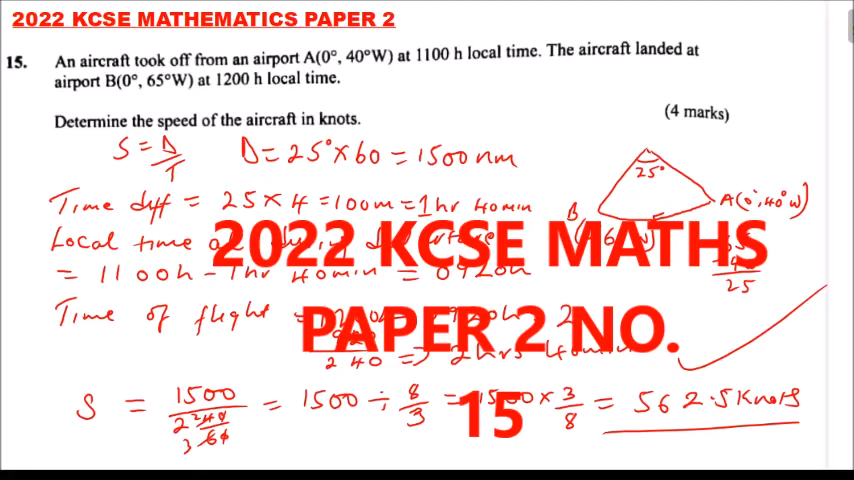 2022 KCSE MATHEMATICS PAPER 2
15. An aircraft took off from an airport A(0°, 40°W) at 1100 h local time. The aircraft landed at
airport B(0°, 65°W) at 1200 h local time.
Determine the speed of the aircraft in knots.
(4 marks)
S = D/T D = 25° × 60 = 1500 nm
25°
Time diff = 25 × 4 = 100m = 1hr 40min
B
A(0°, 40°W)
Local time
65
40
25
2022 KCSE MATHS
= 1100h - 1hr 40min = 0920h
Time of flight =
PAPER 2 NO.
2 40 => 2hrs 40min
S = 1500 / 2 40/60 = 1500 ÷ 8/3 = 1500 × 3/8 = 562.5 Knots
15